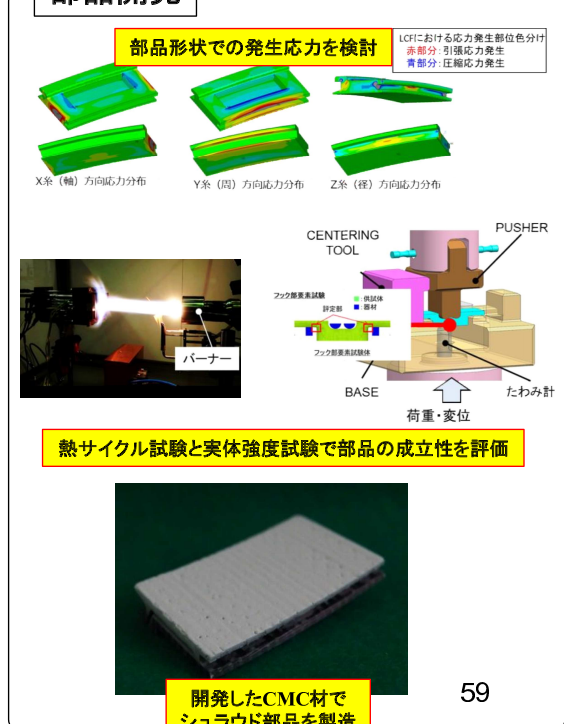 部品形状での発生応力を検討
LCFにおける応力発生部位色分け
赤部分：引張応力発生
青部分：圧縮応力発生
X糸（軸）方向応力分布
Y糸（周）方向応力分布
Z糸（径）方向応力分布
CENTERING
TOOL
PUSHER
フック部要素試験
：供試体
：器材
評定部
フック部要素試験体
バーナー
BASE
たわみ計
荷重・変位
熱サイクル試験と実体強度試験で部品の成立性を評価
開発したCMC材で
シュラウド部品を製造
59